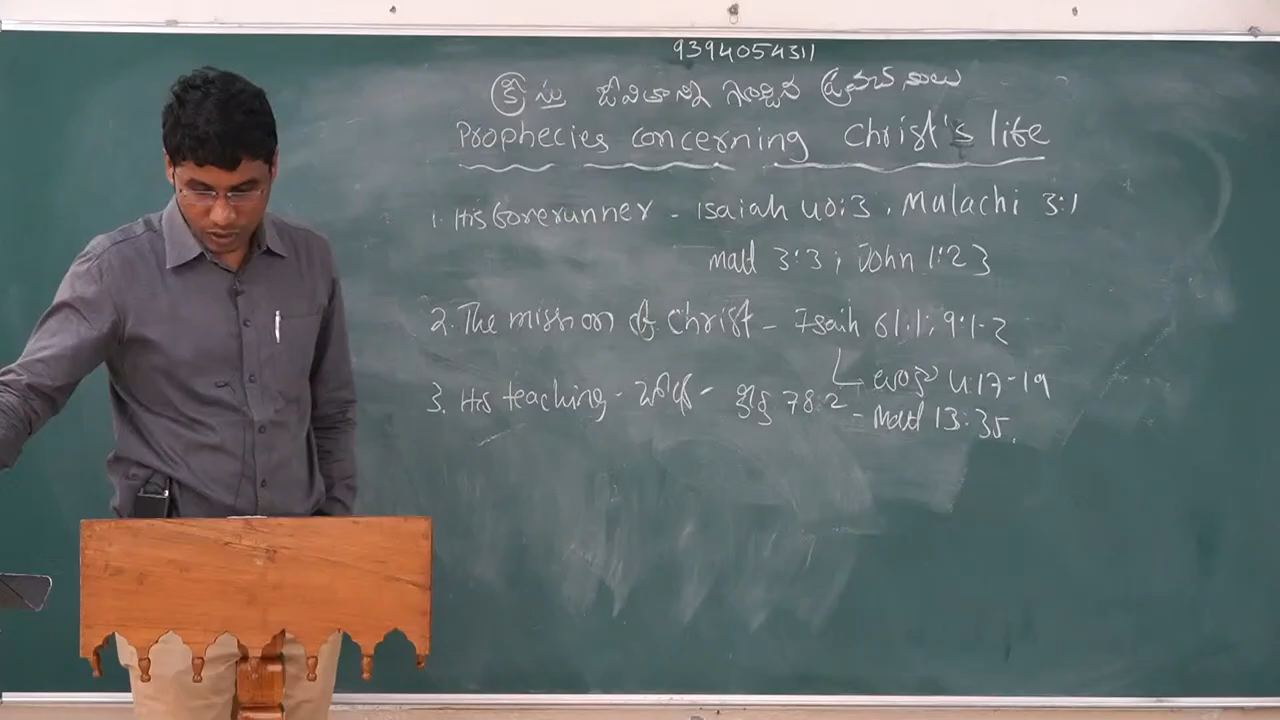 9394054311
క్రీస్తు జీవితాన్ని గూర్చిన ప్రవచనాలు
Prophecies concerning Christ's life
1. His forerunner - Isaiah 40:3, Malachi 3:1
Matt 3:3; John 1:23
2. The mission of Christ - Isaih 61:1; 9:1-2
లూకా 4:17-19
3. His teaching - బోధ - కీర్త 78:2 - Matt 13:35.